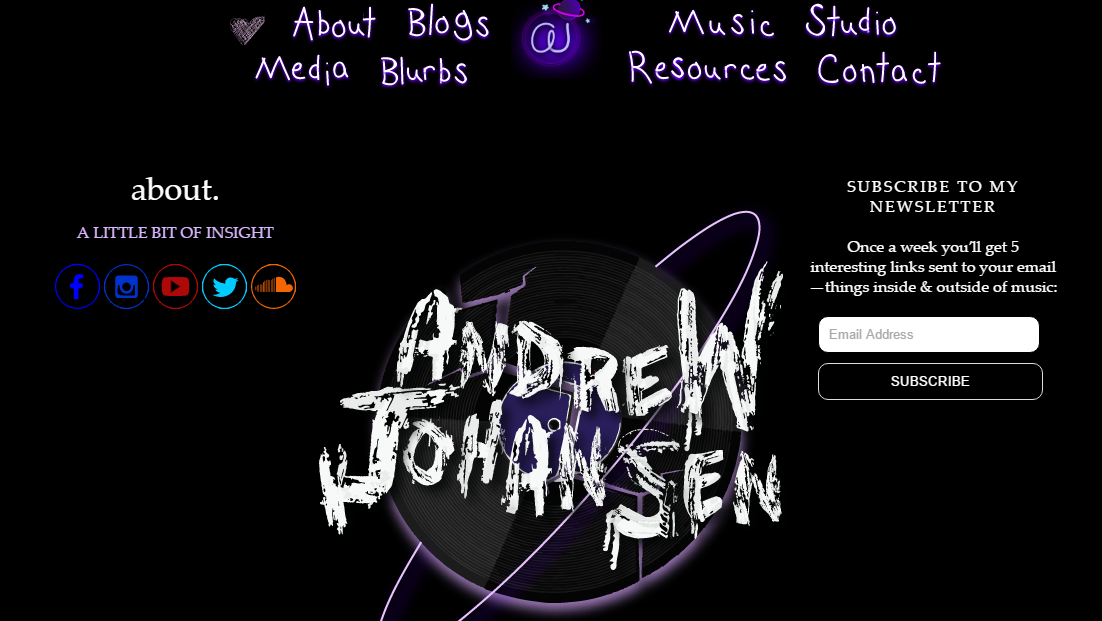 About Blogs
Music Studio
Media Blurbs
Resources Contact
about.
A LITTLE BIT OF INSIGHT
ANDREW
JOHANSEN
SUBSCRIBE TO MY
NEWSLETTER
Once a week you'll get 5
interesting links sent to your email
—things inside & outside of music:
Email Address
SUBSCRIBE